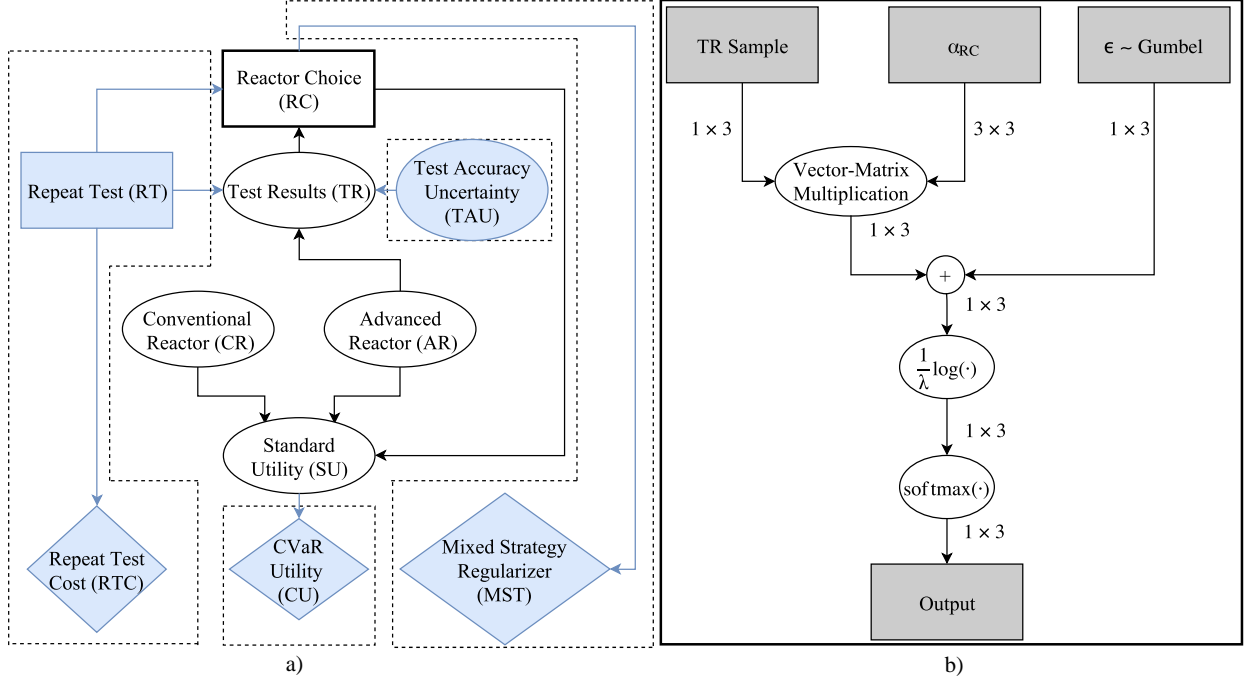 Reactor Choice
(RC)
Repeat Test (RT)
Test Results (TR)
Test Accuracy
Uncertainty
(TAU)
Conventional
Reactor (CR)
Advanced
Reactor (AR)
Standard
Utility (SU)
Repeat Test
Cost (RTC)
CVaR
Utility
(CU)
Mixed Strategy
Regularizer
(MST)
a)
TR Sample
α_RC
ϵ ~ Gumbel
1 × 3
3 × 3
1 × 3
Vector-Matrix
Multiplication
1 × 3
+
1 × 3
1/λ log(·)
1 × 3
softmax(·)
1 × 3
Output
b)